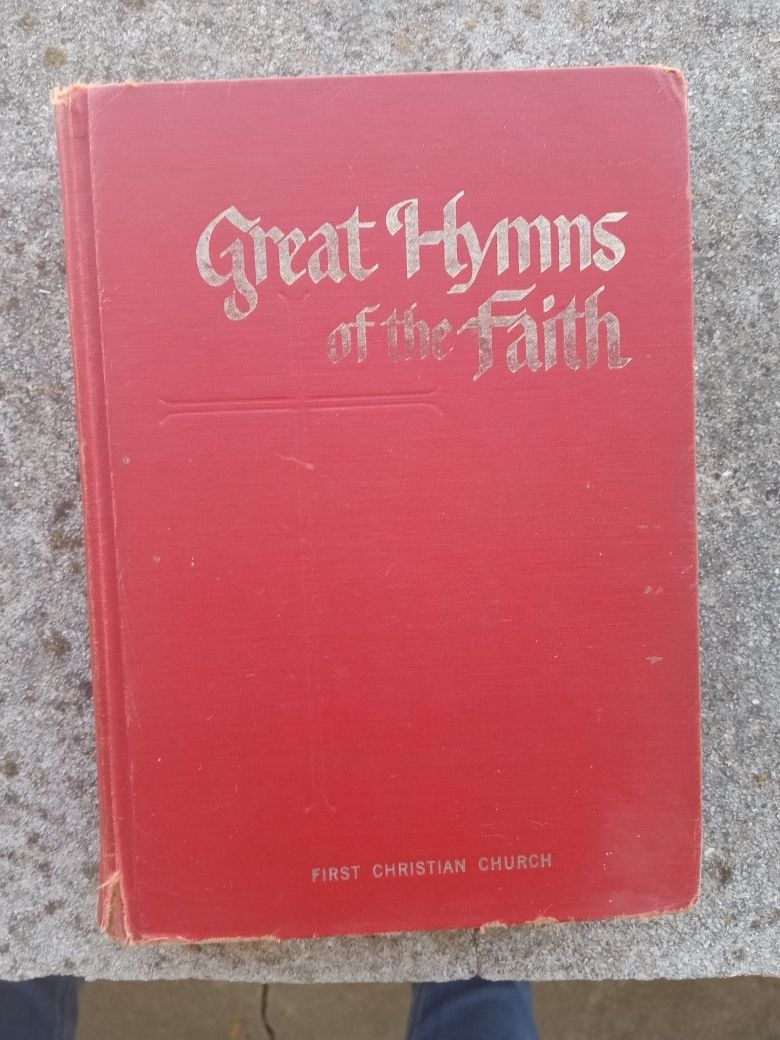 Great Hymns
of the Faith
FIRST CHRISTIAN CHURCH